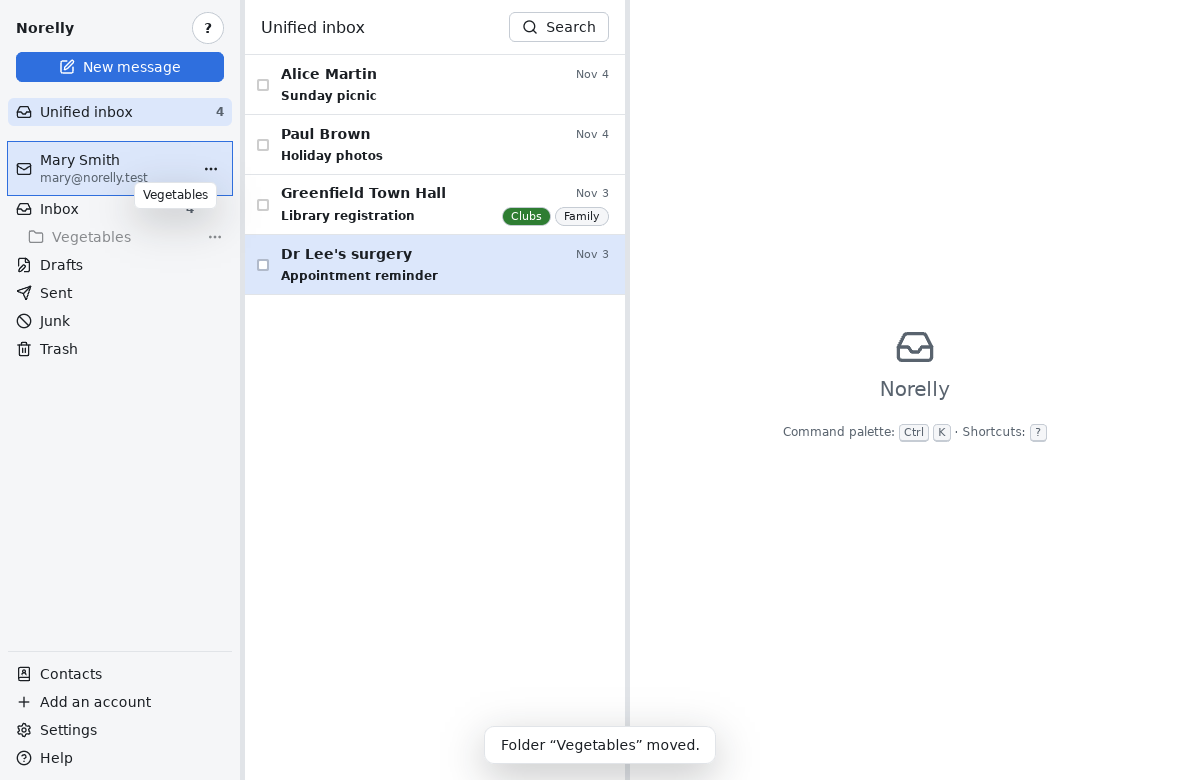 Norelly
?
New message
Unified inbox
4
Mary Smith
mary@norelly.test
Vegetables
Inbox
4
Vegetables
Drafts
Sent
Junk
Trash
Contacts
Add an account
Settings
Help
Unified inbox
Search
Alice Martin
Nov 4
Sunday picnic
Paul Brown
Nov 4
Holiday photos
Greenfield Town Hall
Nov 3
Library registration
Clubs
Family
Dr Lee's surgery
Nov 3
Appointment reminder
Norelly
Command palette: Ctrl K · Shortcuts: ?
Folder “Vegetables” moved.